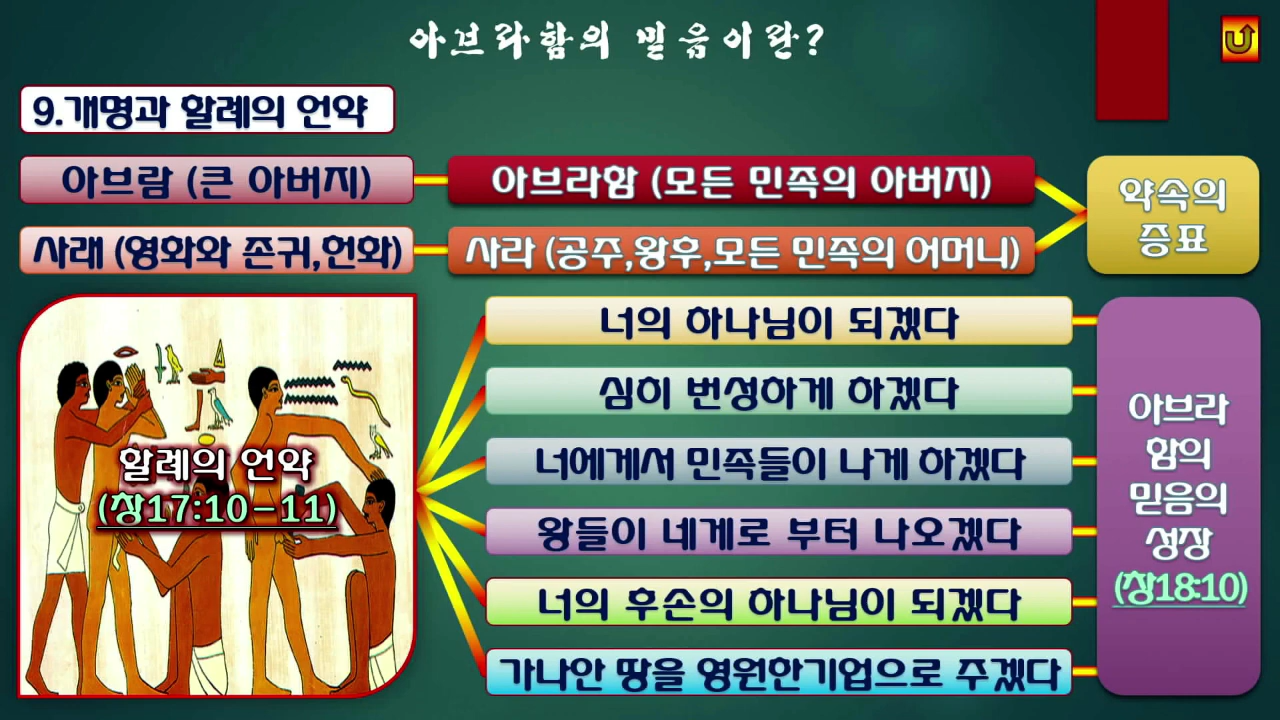 아브라함의 믿음이란?
9.개명과 할례의 언약
아브람 (큰 아버지)
아브라함 (모든 민족의 아버지)
사래 (영화와 존귀,헌화)
사라 (공주,왕후,모든 민족의 어머니)
약속의
증표
할례의 언약
(창17:10-11)
너의 하나님이 되겠다
심히 번성하게 하겠다
너에게서 민족들이 나게 하겠다
왕들이 네게로 부터 나오겠다
너의 후손의 하나님이 되겠다
가나안 땅을 영원한기업으로 주겠다
아브라
함의
믿음의
성장
(창18:10)